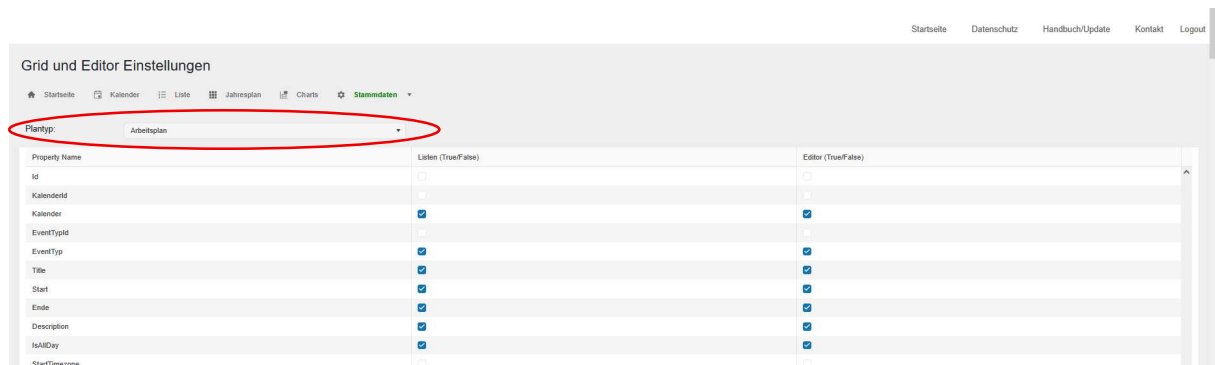 Startseite Datenschutz Handbuch/Update Kontakt Logout
Grid und Editor Einstellungen
Startseite Kalender Liste Jahresplan Charts Stammdaten
Plantyp: Arbeitsplan
Property Name Listen (True/False) Editor (True/False)
Id
KalenderId
Kalender
EventTypId
EventTyp
Title
Start
Ende
Description
IsAllDay
StartTimezone